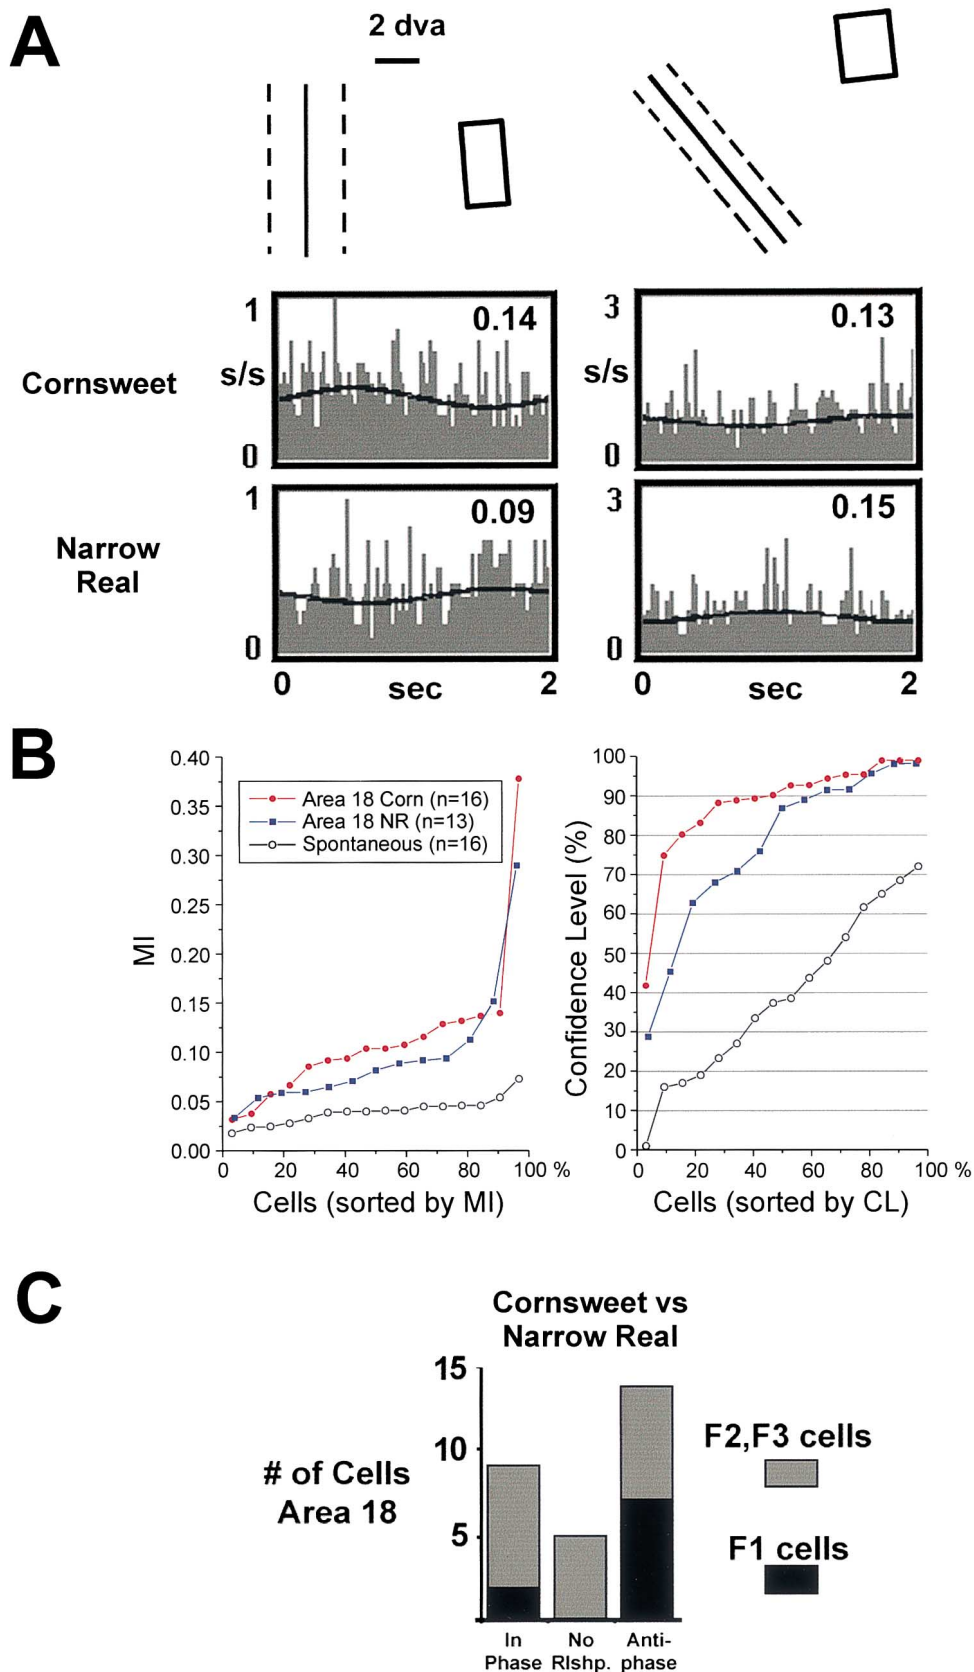 A
2 dva
1
s/s
0
0.14
3
s/s
0
0.13
Cornsweet
1
0
0.09
3
0
0.15
Narrow
Real
0 sec 2
0 sec 2
B
MI
0.40
0.35
0.30
0.25
0.20
0.15
0.10
0.05
0.00
Area 18 Corn (n=16)
Area 18 NR (n=13)
Spontaneous (n=16)
0 20 40 60 80 100 %
Cells (sorted by MI)
Confidence Level (%)
100
90
80
70
60
50
40
30
20
10
0
0 20 40 60 80 100 %
Cells (sorted by CL)
C
Cornsweet vs
Narrow Real
# of Cells
Area 18
15
10
5
In
Phase
No
Rlshp.
Anti-
phase
F2,F3 cells
F1 cells